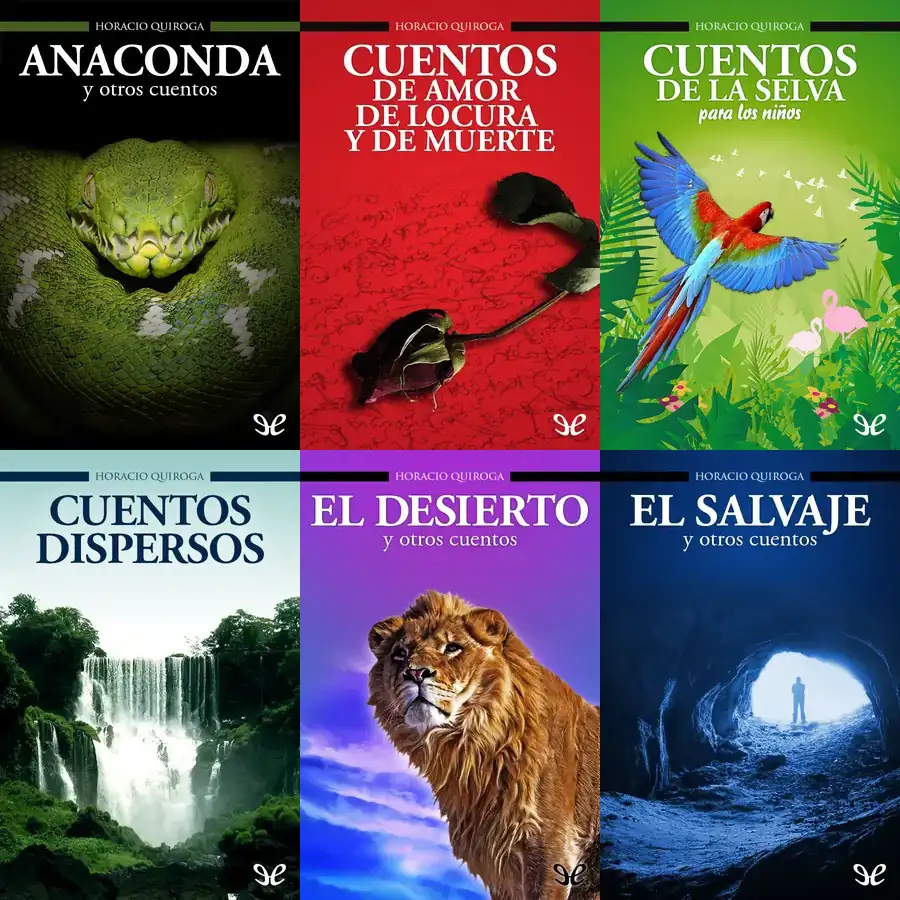 HORACIO QUIROGA
ANACONDA
y otros cuentos
HORACIO QUIROGA
CUENTOS
DE AMOR
DE LOCURA
Y DE MUERTE
HORACIO QUIROGA
CUENTOS
DE LA SELVA
para los niños
HORACIO QUIROGA
CUENTOS
DISPERSOS
HORACIO QUIROGA
EL DESIERTO
y otros cuentos
HORACIO QUIROGA
EL SALVAJE
y otros cuentos